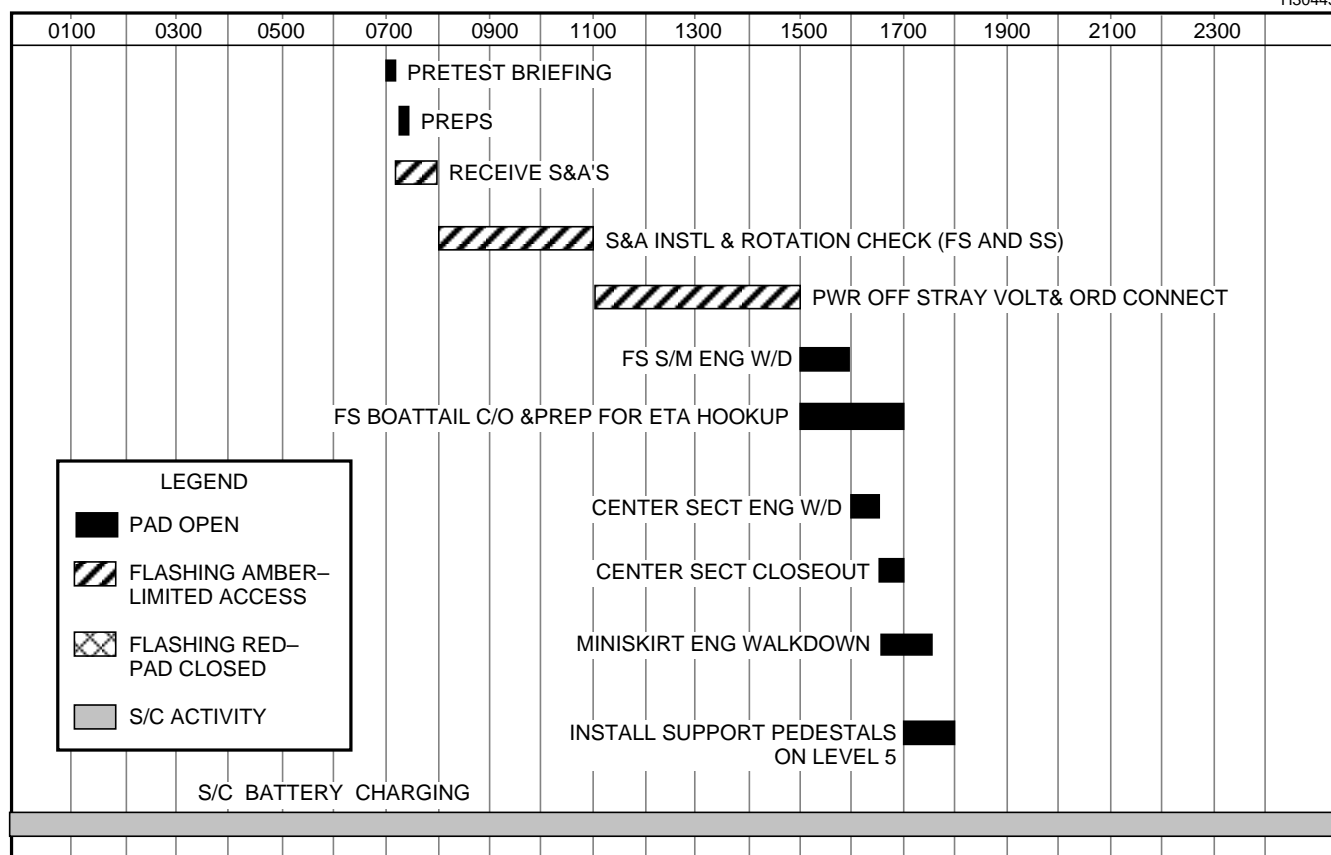 0100 0300 0500 0700 0900 1100 1300 1500 1700 1900 2100 2300
PRETEST BRIEFING
PREPS
RECEIVE S&A'S
S&A INSTL & ROTATION CHECK (FS AND SS)
PWR OFF STRAY VOLT& ORD CONNECT
FS S/M ENG W/D
FS BOATTAIL C/O &PREP FOR ETA HOOKUP
CENTER SECT ENG W/D
CENTER SECT CLOSEOUT
MINISKIRT ENG WALKDOWN
INSTALL SUPPORT PEDESTALS
ON LEVEL 5
LEGEND
PAD OPEN
FLASHING AMBER–
LIMITED ACCESS
FLASHING RED–
PAD CLOSED
S/C ACTIVITY
S/C BATTERY CHARGING